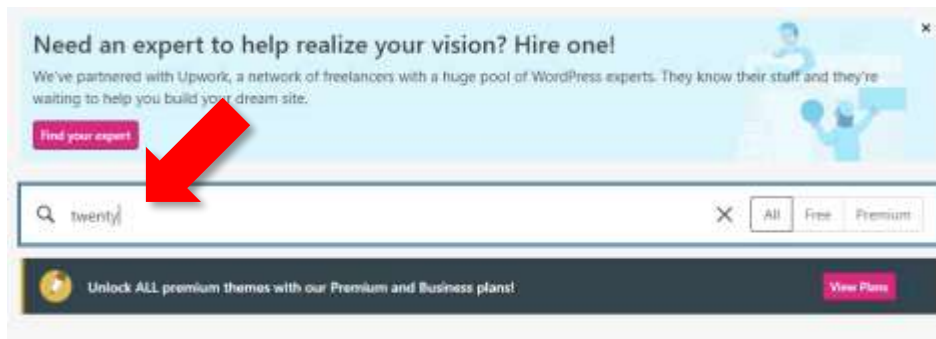 Need an expert to help realize your vision? Hire one!
We've partnered with Upwork, a network of freelancers with a huge pool of WordPress experts. They know their stuff and they're
waiting to help you build your dream site.
Find your expert
twenty
All Free Premium
Unlock ALL premium themes with our Premium and Business plans!
View Plans